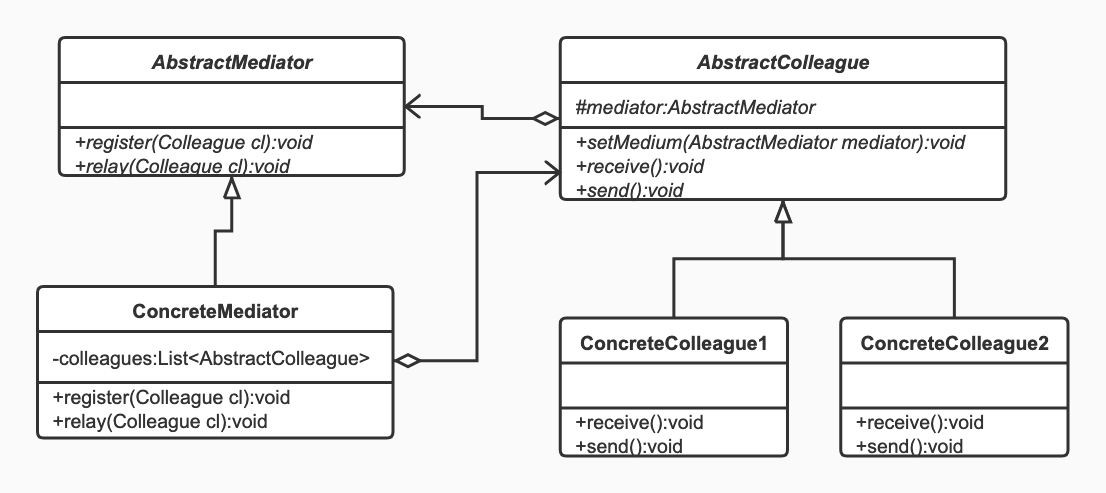 AbstractMediator
+register(Colleague cl):void
+relay(Colleague cl):void
AbstractColleague
#mediator:AbstractMediator
+setMedium(AbstractMediator mediator):void
+receive():void
+send():void
ConcreteMediator
-colleagues:List<AbstractColleague>
+register(Colleague cl):void
+relay(Colleague cl):void
ConcreteColleague1
+receive():void
+send():void
ConcreteColleague2
+receive():void
+send():void